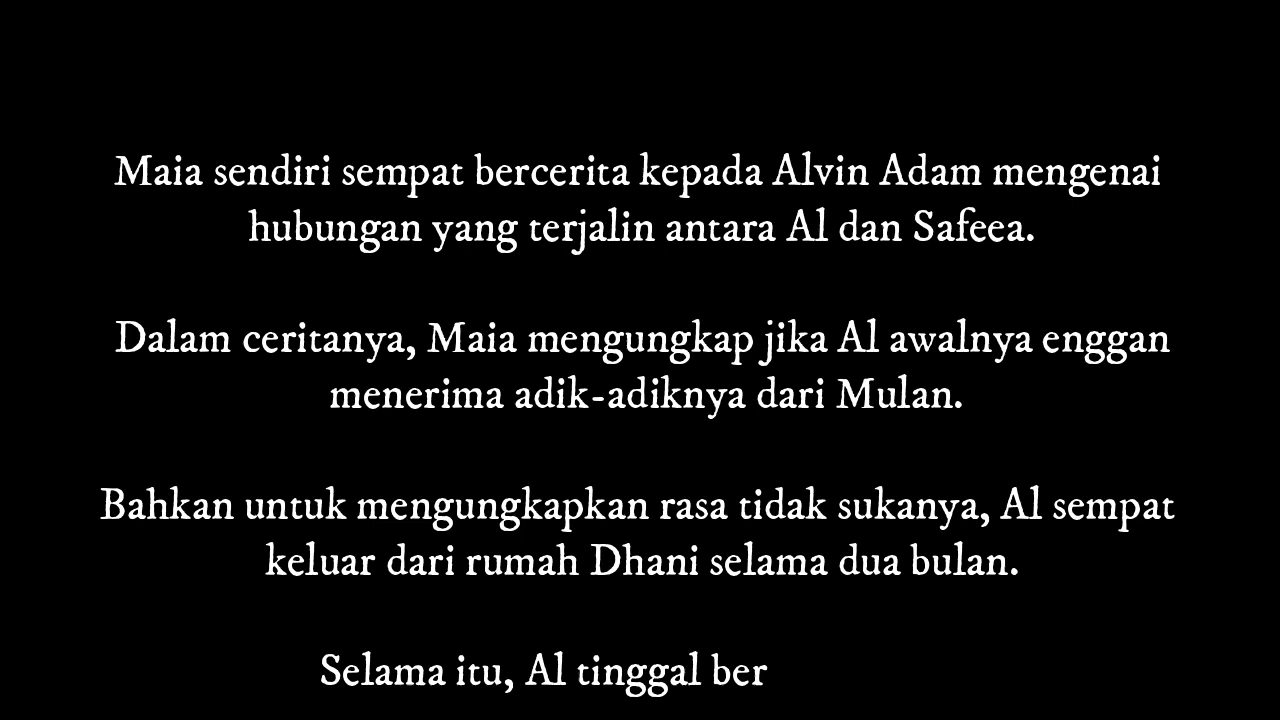 Maia sendiri sempat bercerita kepada Alvin Adam mengenai
hubungan yang terjalin antara Al dan Safeea.
Dalam ceritanya, Maia mengungkap jika Al awalnya enggan
menerima adik-adiknya dari Mulan.
Bahkan untuk mengungkapkan rasa tidak sukanya, Al sempat
keluar dari rumah Dhani selama dua bulan.
Selama itu, Al tinggal ber